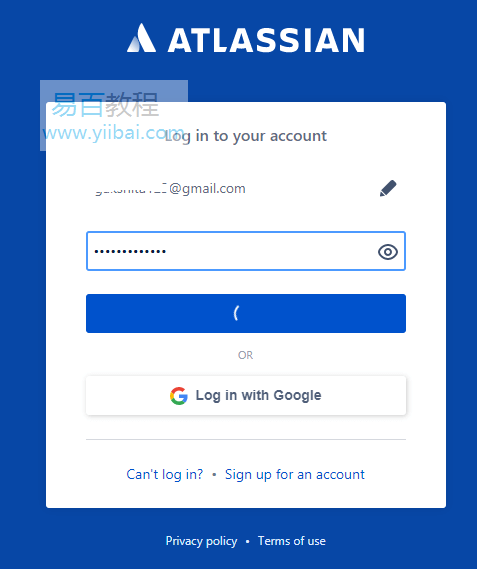 ATLASSIAN
易百教程
www.yiibai.com
Log in to your account
@gmail.com
•••••••••••••
OR
Log in with Google
Can't log in? • Sign up for an account
Privacy policy • Terms of use